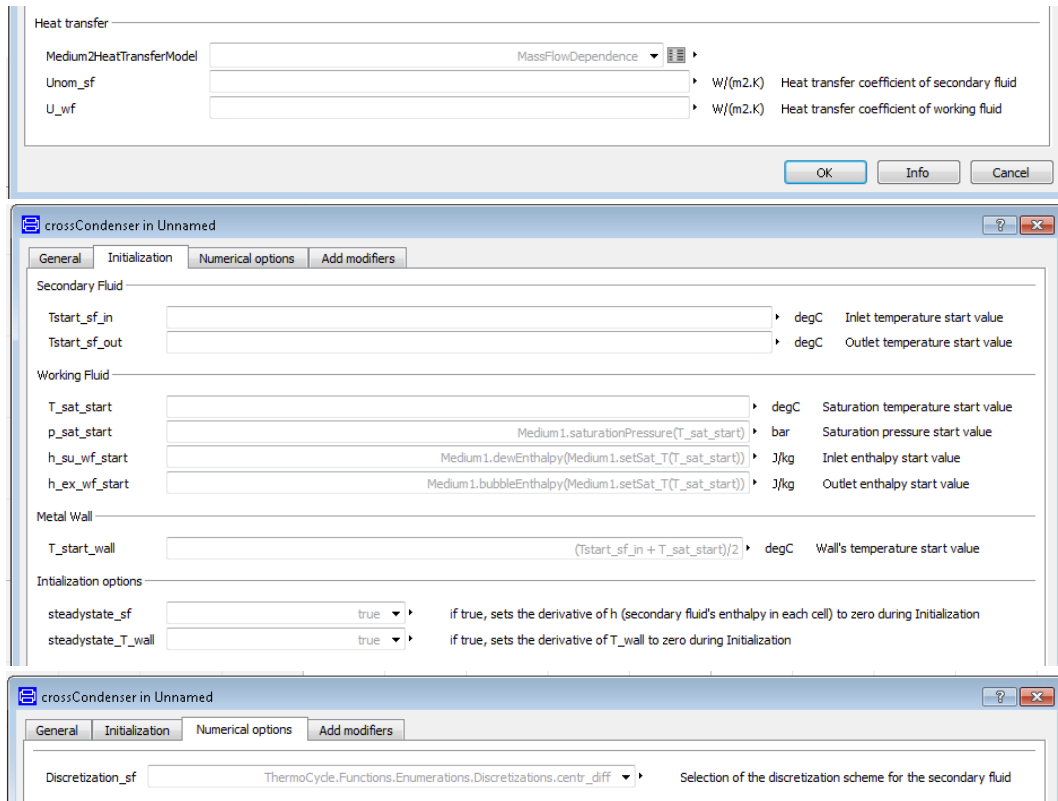 Heat transfer
Medium2HeatTransferModel MassFlowDependence
Unom_sf W/(m2.K) Heat transfer coefficient of secondary fluid
U_wf W/(m2.K) Heat transfer coefficient of working fluid
OK Info Cancel
crossCondenser in Unnamed
General Initialization Numerical options Add modifiers
Secondary Fluid
Tstart_sf_in degC Inlet temperature start value
Tstart_sf_out degC Outlet temperature start value
Working Fluid
T_sat_start degC Saturation temperature start value
p_sat_start Medium1.saturationPressure(T_sat_start) bar Saturation pressure start value
h_su_wf_start Medium1.dewEnthalpy(Medium1.setSat_T(T_sat_start)) J/kg Inlet enthalpy start value
h_ex_wf_start Medium1.bubbleEnthalpy(Medium1.setSat_T(T_sat_start)) J/kg Outlet enthalpy start value
Metal Wall
T_start_wall (Tstart_sf_in + T_sat_start)/2 degC Wall's temperature start value
Intialization options
steadystate_sf true if true, sets the derivative of h (secondary fluid's enthalpy in each cell) to zero during Initialization
steadystate_T_wall true if true, sets the derivative of T_wall to zero during Initialization
crossCondenser in Unnamed
General Initialization Numerical options Add modifiers
Discretization_sf ThermoCycle.Functions.Enumerations.Discretizations.centr_diff Selection of the discretization scheme for the secondary fluid